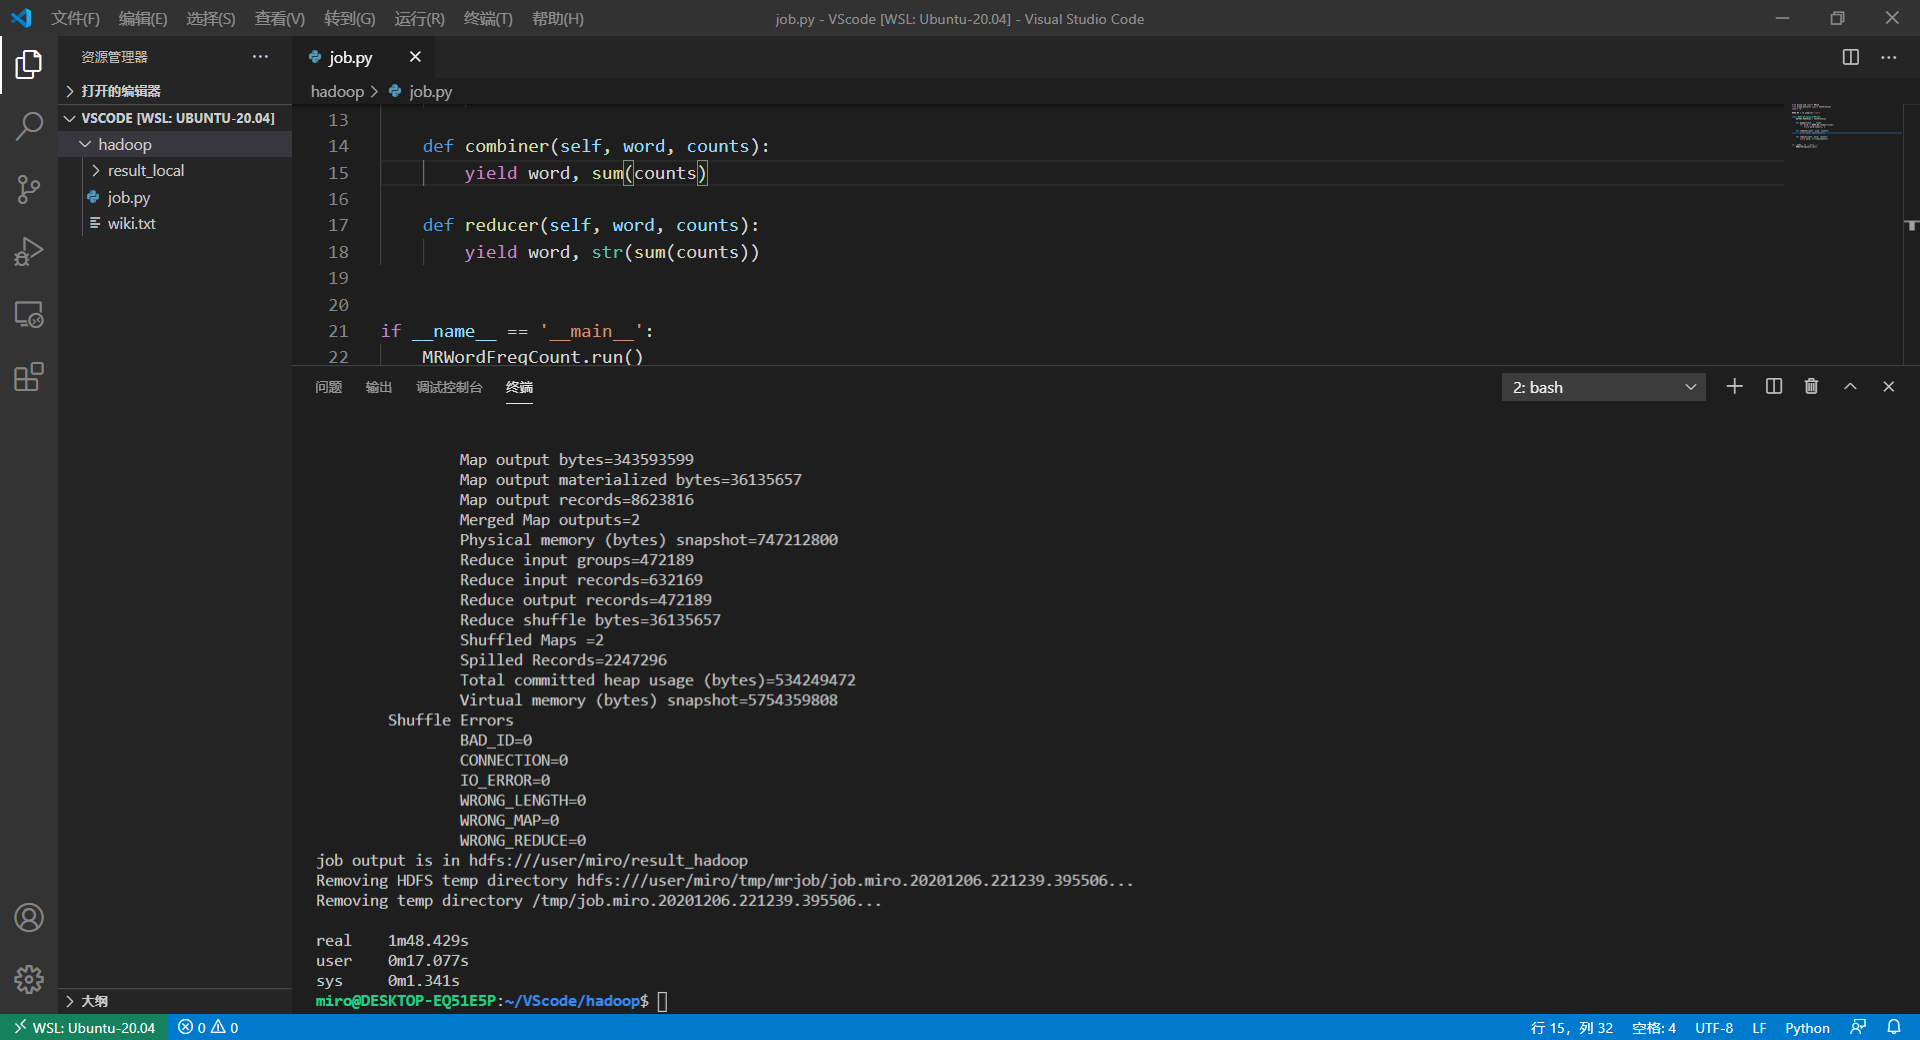 文件(F) 编辑(E) 选择(S) 查看(V) 转到(G) 运行(R) 终端(T) 帮助(H) job.py - VScode [WSL: Ubuntu-20.04] - Visual Studio Code
资源管理器
打开的编辑器
VSCODE [WSL: UBUNTU-20.04]
hadoop
result_local
job.py
wiki.txt
大纲
job.py
hadoop > job.py
13
14 def combiner(self, word, counts):
15 yield word, sum(counts)
16
17 def reducer(self, word, counts):
18 yield word, str(sum(counts))
19
20
21 if __name__ == '__main__':
22 MRWordFreqCount.run()
问题 输出 调试控制台 终端 2: bash
Map output bytes=343593599
Map output materialized bytes=36135657
Map output records=8623816
Merged Map outputs=2
Physical memory (bytes) snapshot=747212800
Reduce input groups=472189
Reduce input records=632169
Reduce output records=472189
Reduce shuffle bytes=36135657
Shuffled Maps =2
Spilled Records=2247296
Total committed heap usage (bytes)=534249472
Virtual memory (bytes) snapshot=5754359808
Shuffle Errors
BAD_ID=0
CONNECTION=0
IO_ERROR=0
WRONG_LENGTH=0
WRONG_MAP=0
WRONG_REDUCE=0
job output is in hdfs:///user/miro/result_hadoop
Removing HDFS temp directory hdfs:///user/miro/tmp/mrjob/job.miro.20201206.221239.395506...
Removing temp directory /tmp/job.miro.20201206.221239.395506...
real 1m48.429s
user 0m17.077s
sys 0m1.341s
miro@DESKTOP-EQ51E5P:~/VScode/hadoop$
WSL: Ubuntu-20.04 0 0 行 15, 列 32 空格: 4 UTF-8 LF Python